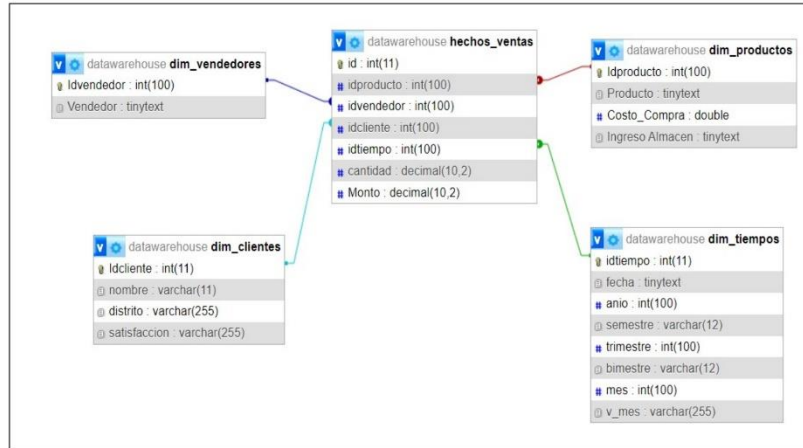 datawarehouse dim_vendedores
Idvendedor : int(100)
Vendedor : tinytext
datawarehouse hechos_ventas
id : int(11)
idproducto : int(100)
idvendedor : int(100)
idcliente : int(100)
idtiempo : int(100)
cantidad : decimal(10,2)
Monto : decimal(10,2)
datawarehouse dim_productos
Idproducto : int(100)
Producto : tinytext
Costo_Compra : double
Ingreso Almacen : tinytext
datawarehouse dim_clientes
Idcliente : int(11)
nombre : varchar(11)
distrito : varchar(255)
satisfaccion : varchar(255)
datawarehouse dim_tiempos
idtiempo : int(11)
fecha : tinytext
anio : int(100)
semestre : varchar(12)
trimestre : int(100)
bimestre : varchar(12)
mes : int(100)
v_mes : varchar(255)